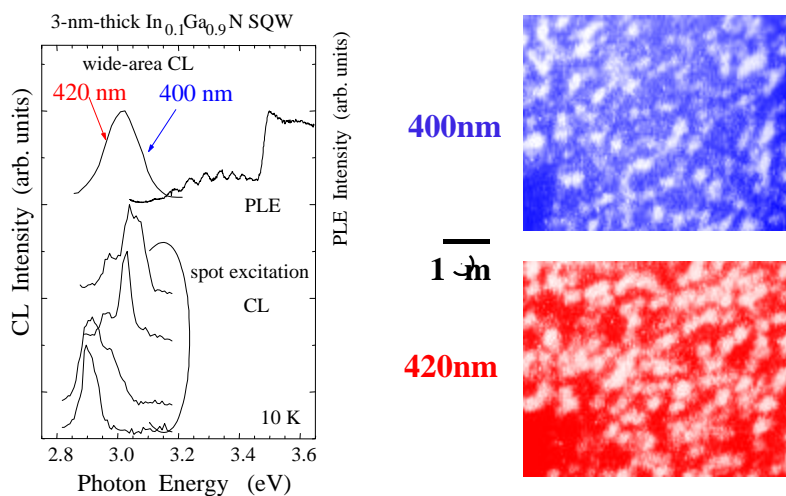 3-nm-thick In0.1Ga0.9N SQW
wide-area CL
420 nm
400 nm
PLE
spot excitation
CL
10 K
CL Intensity (arb. units)
PLE Intensity (arb. units)
2.8 3.0 3.2 3.4 3.6
Photon Energy (eV)
400nm
1 m
420nm